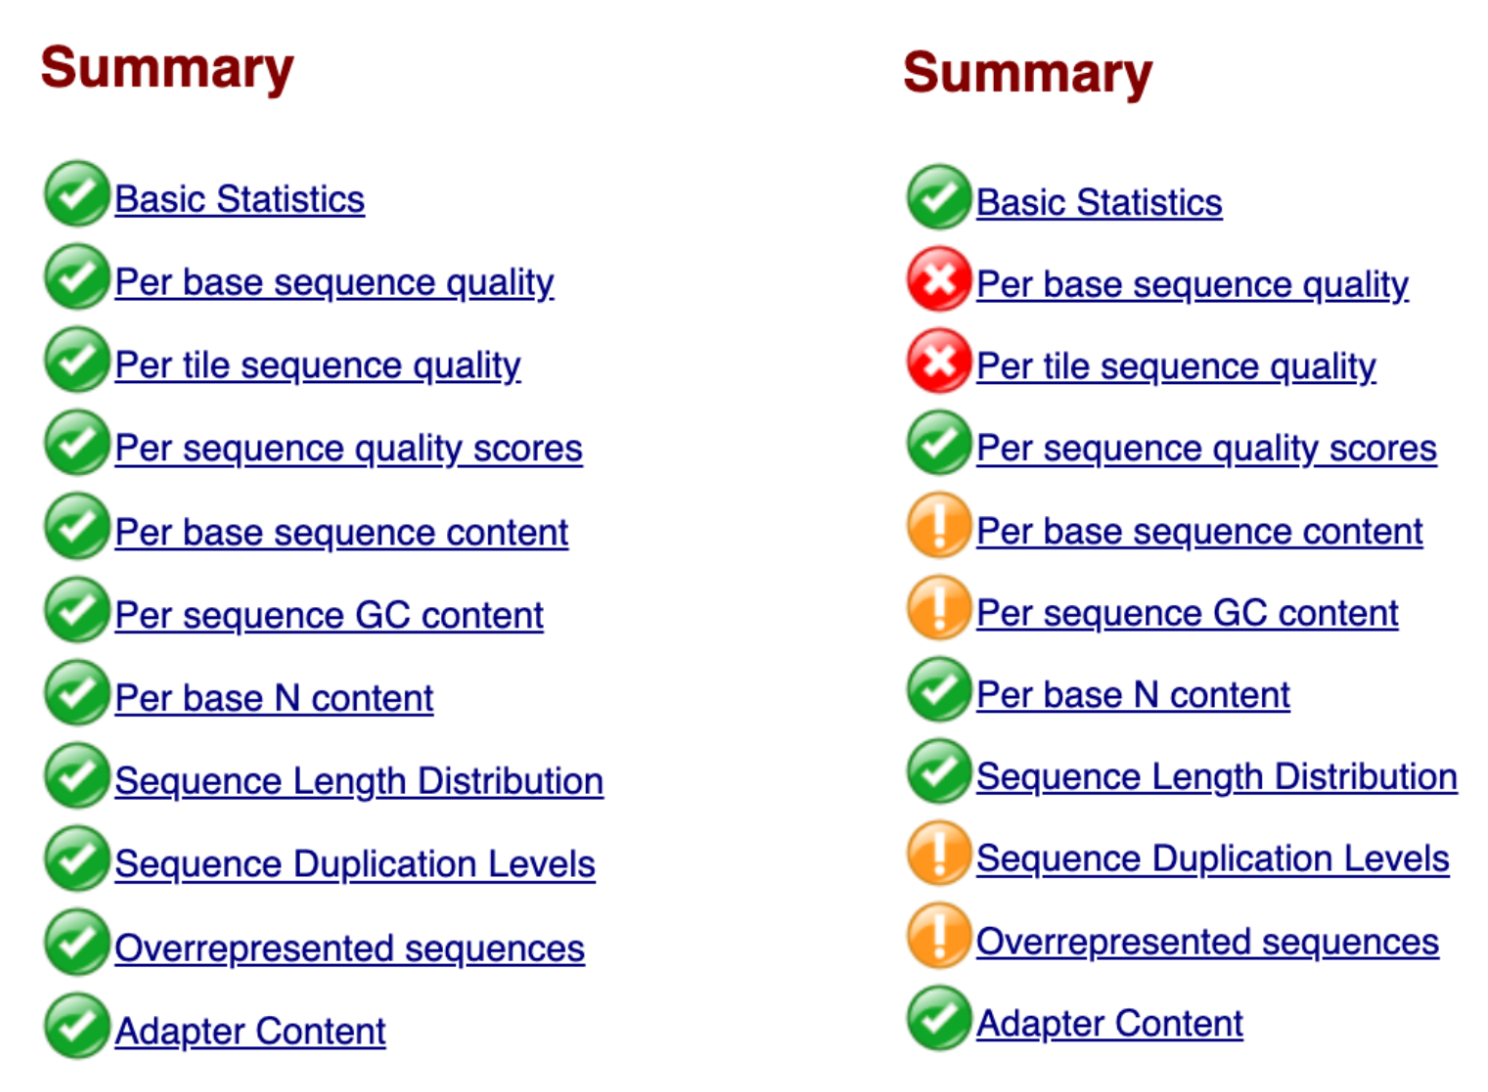 Summary
Basic Statistics
Per base sequence quality
Per tile sequence quality
Per sequence quality scores
Per base sequence content
Per sequence GC content
Per base N content
Sequence Length Distribution
Sequence Duplication Levels
Overrepresented sequences
Adapter Content
Summary
Basic Statistics
Per base sequence quality
Per tile sequence quality
Per sequence quality scores
Per base sequence content
Per sequence GC content
Per base N content
Sequence Length Distribution
Sequence Duplication Levels
Overrepresented sequences
Adapter Content